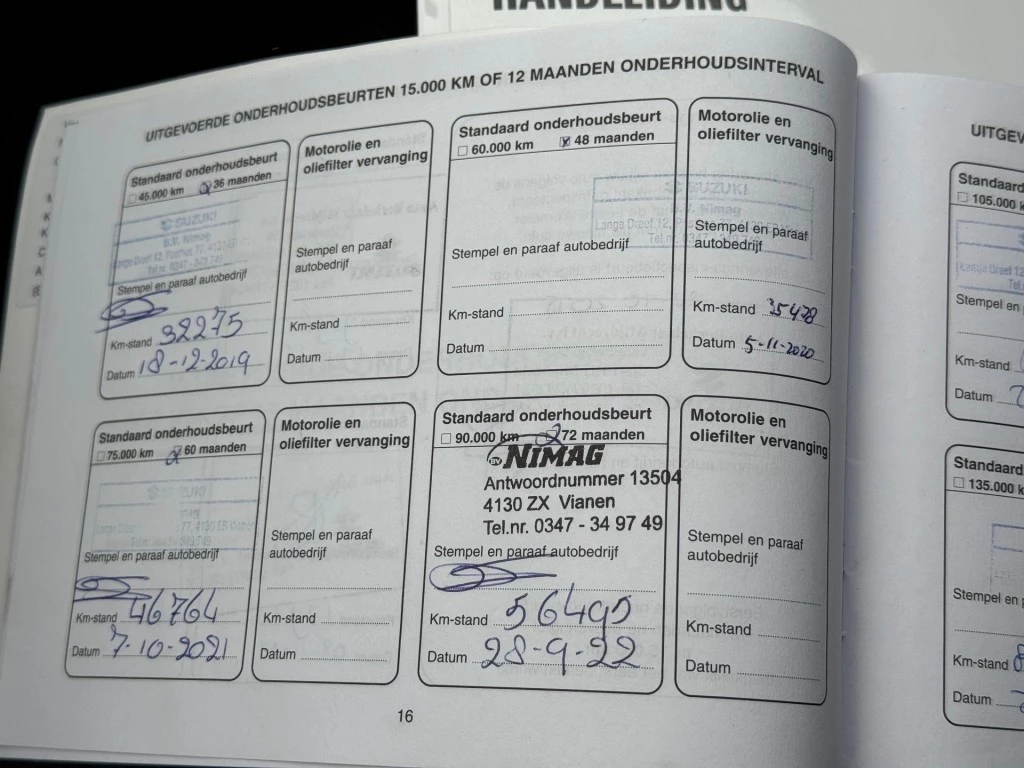 HANDLEIDING
UITGEVOERDE ONDERHOUDSBEURTEN 15.000 KM OF 12 MAANDEN ONDERHOUDSINTERVAL
Standaard onderhoudsbeurt
45.000 km 36 maanden
SUZUKI
B.V. Nimag
Stempel en paraaf autobedrijf
Km-stand 32275
Datum 18-12-2019
Motorolie en
oliefilter vervanging
Stempel en paraaf
autobedrijf
Km-stand
Datum
Standaard onderhoudsbeurt
60.000 km 48 maanden
Stempel en paraaf autobedrijf
Km-stand
Datum
Motorolie en
oliefilter vervanging
SUZUKI
Nimag
Lange Dreef 12,
Stempel en paraaf
autobedrijf
Km-stand 35478
Datum 5-11-2020
Standaard onderhoudsbeurt
75.000 km 60 maanden
Stempel en paraaf autobedrijf
Km-stand 46764
Datum 7-10-2021
Motorolie en
oliefilter vervanging
Stempel en paraaf
autobedrijf
Km-stand
Datum
Standaard onderhoudsbeurt
90.000 km 72 maanden
BV NIMAG
Antwoordnummer 13504
4130 ZX Vianen
Tel.nr. 0347 - 34 97 49
Stempel en paraaf autobedrijf
Km-stand 56495
Datum 28-9-22
Motorolie en
oliefilter vervanging
Stempel en paraaf
autobedrijf
Km-stand
Datum
16
UITGEV
Standaard
105.000 k
Stempel en
Km-stand
Datum
Standaard
135.000 k
Stempel en p
Km-stand
Datum